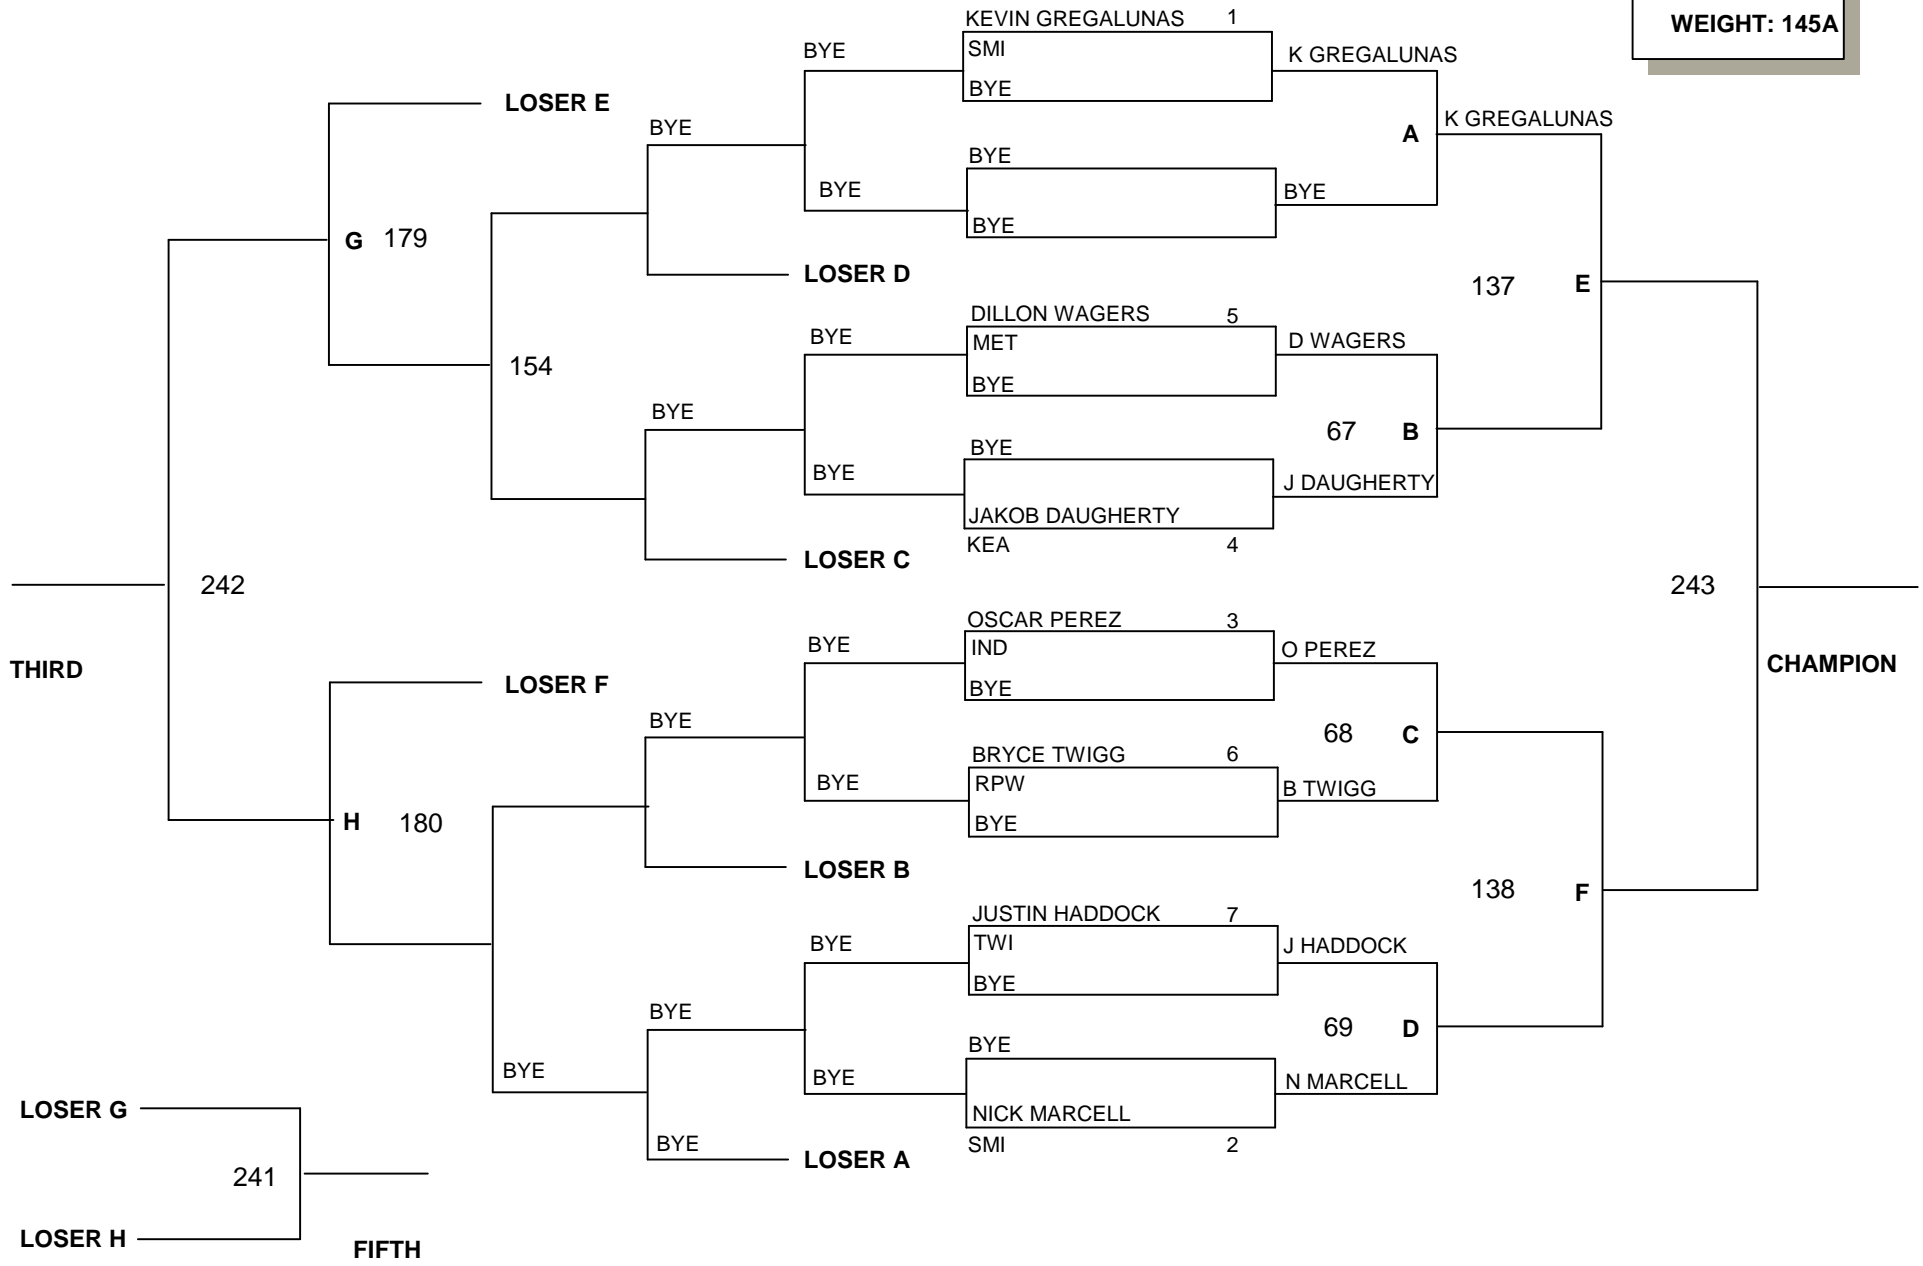 WEIGHT: 145A
KEVIN GREGALUNAS 1
BYE
SMI
K GREGALUNAS
BYE
LOSER E
K GREGALUNAS
BYE
A
BYE
BYE
BYE
BYE
G 179
LOSER D
137 E
DILLON WAGERS 5
BYE
MET
D WAGERS
154
BYE
BYE
67 B
BYE
BYE
J DAUGHERTY
JAKOB DAUGHERTY
KEA 4
LOSER C
242
243
OSCAR PEREZ 3
BYE
IND
O PEREZ
THIRD
CHAMPION
LOSER F
BYE
BYE
68 C
BRYCE TWIGG 6
BYE
RPW
B TWIGG
H 180
BYE
LOSER B
138 F
JUSTIN HADDOCK 7
BYE
TWI
J HADDOCK
BYE
BYE
69 D
BYE
BYE
BYE
N MARCELL
LOSER G
NICK MARCELL
BYE
SMI 2
LOSER A
241
LOSER H
FIFTH